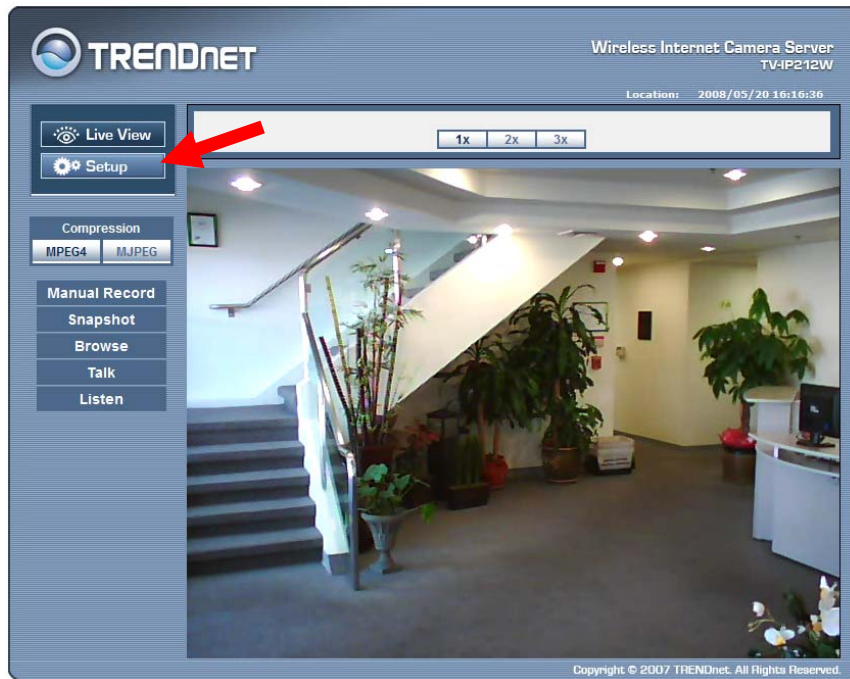 TRENDNET
Wireless Internet Camera Server
TV-IP212W
Location: 2008/05/20 16:16:36
Live View
Setup
1x 2x 3x
Compression
MPEG4 MJPEG
Manual Record
Snapshot
Browse
Talk
Listen
Copyright © 2007 TRENDnet. All Rights Reserved.